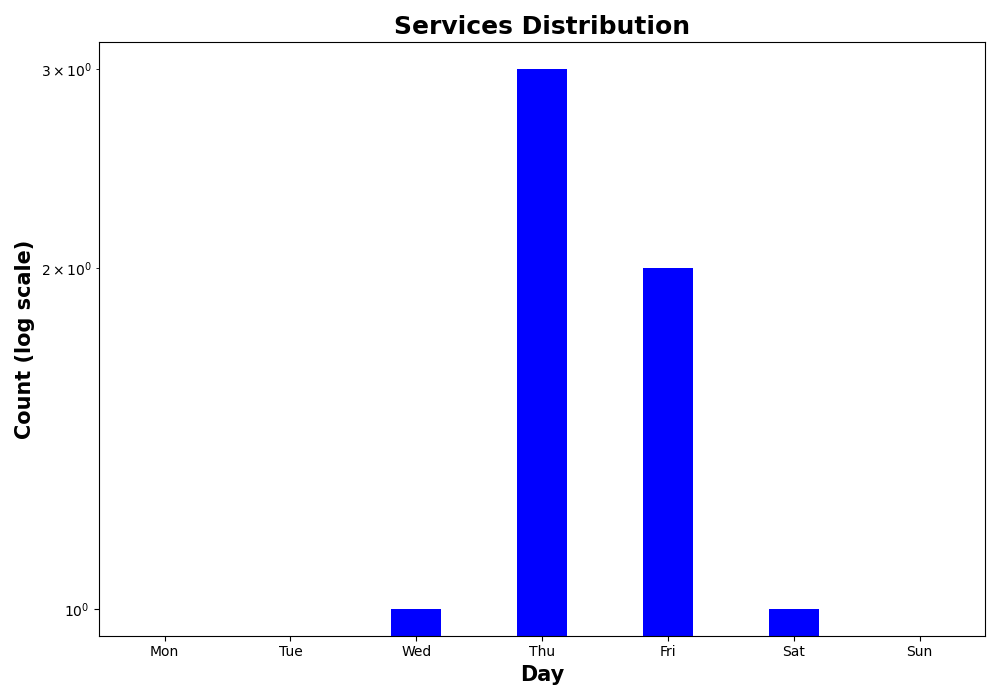 Services Distribution
Count (log scale)
3 × 10⁰
2 × 10⁰
10⁰
Mon Tue Wed Thu Fri Sat Sun
Day